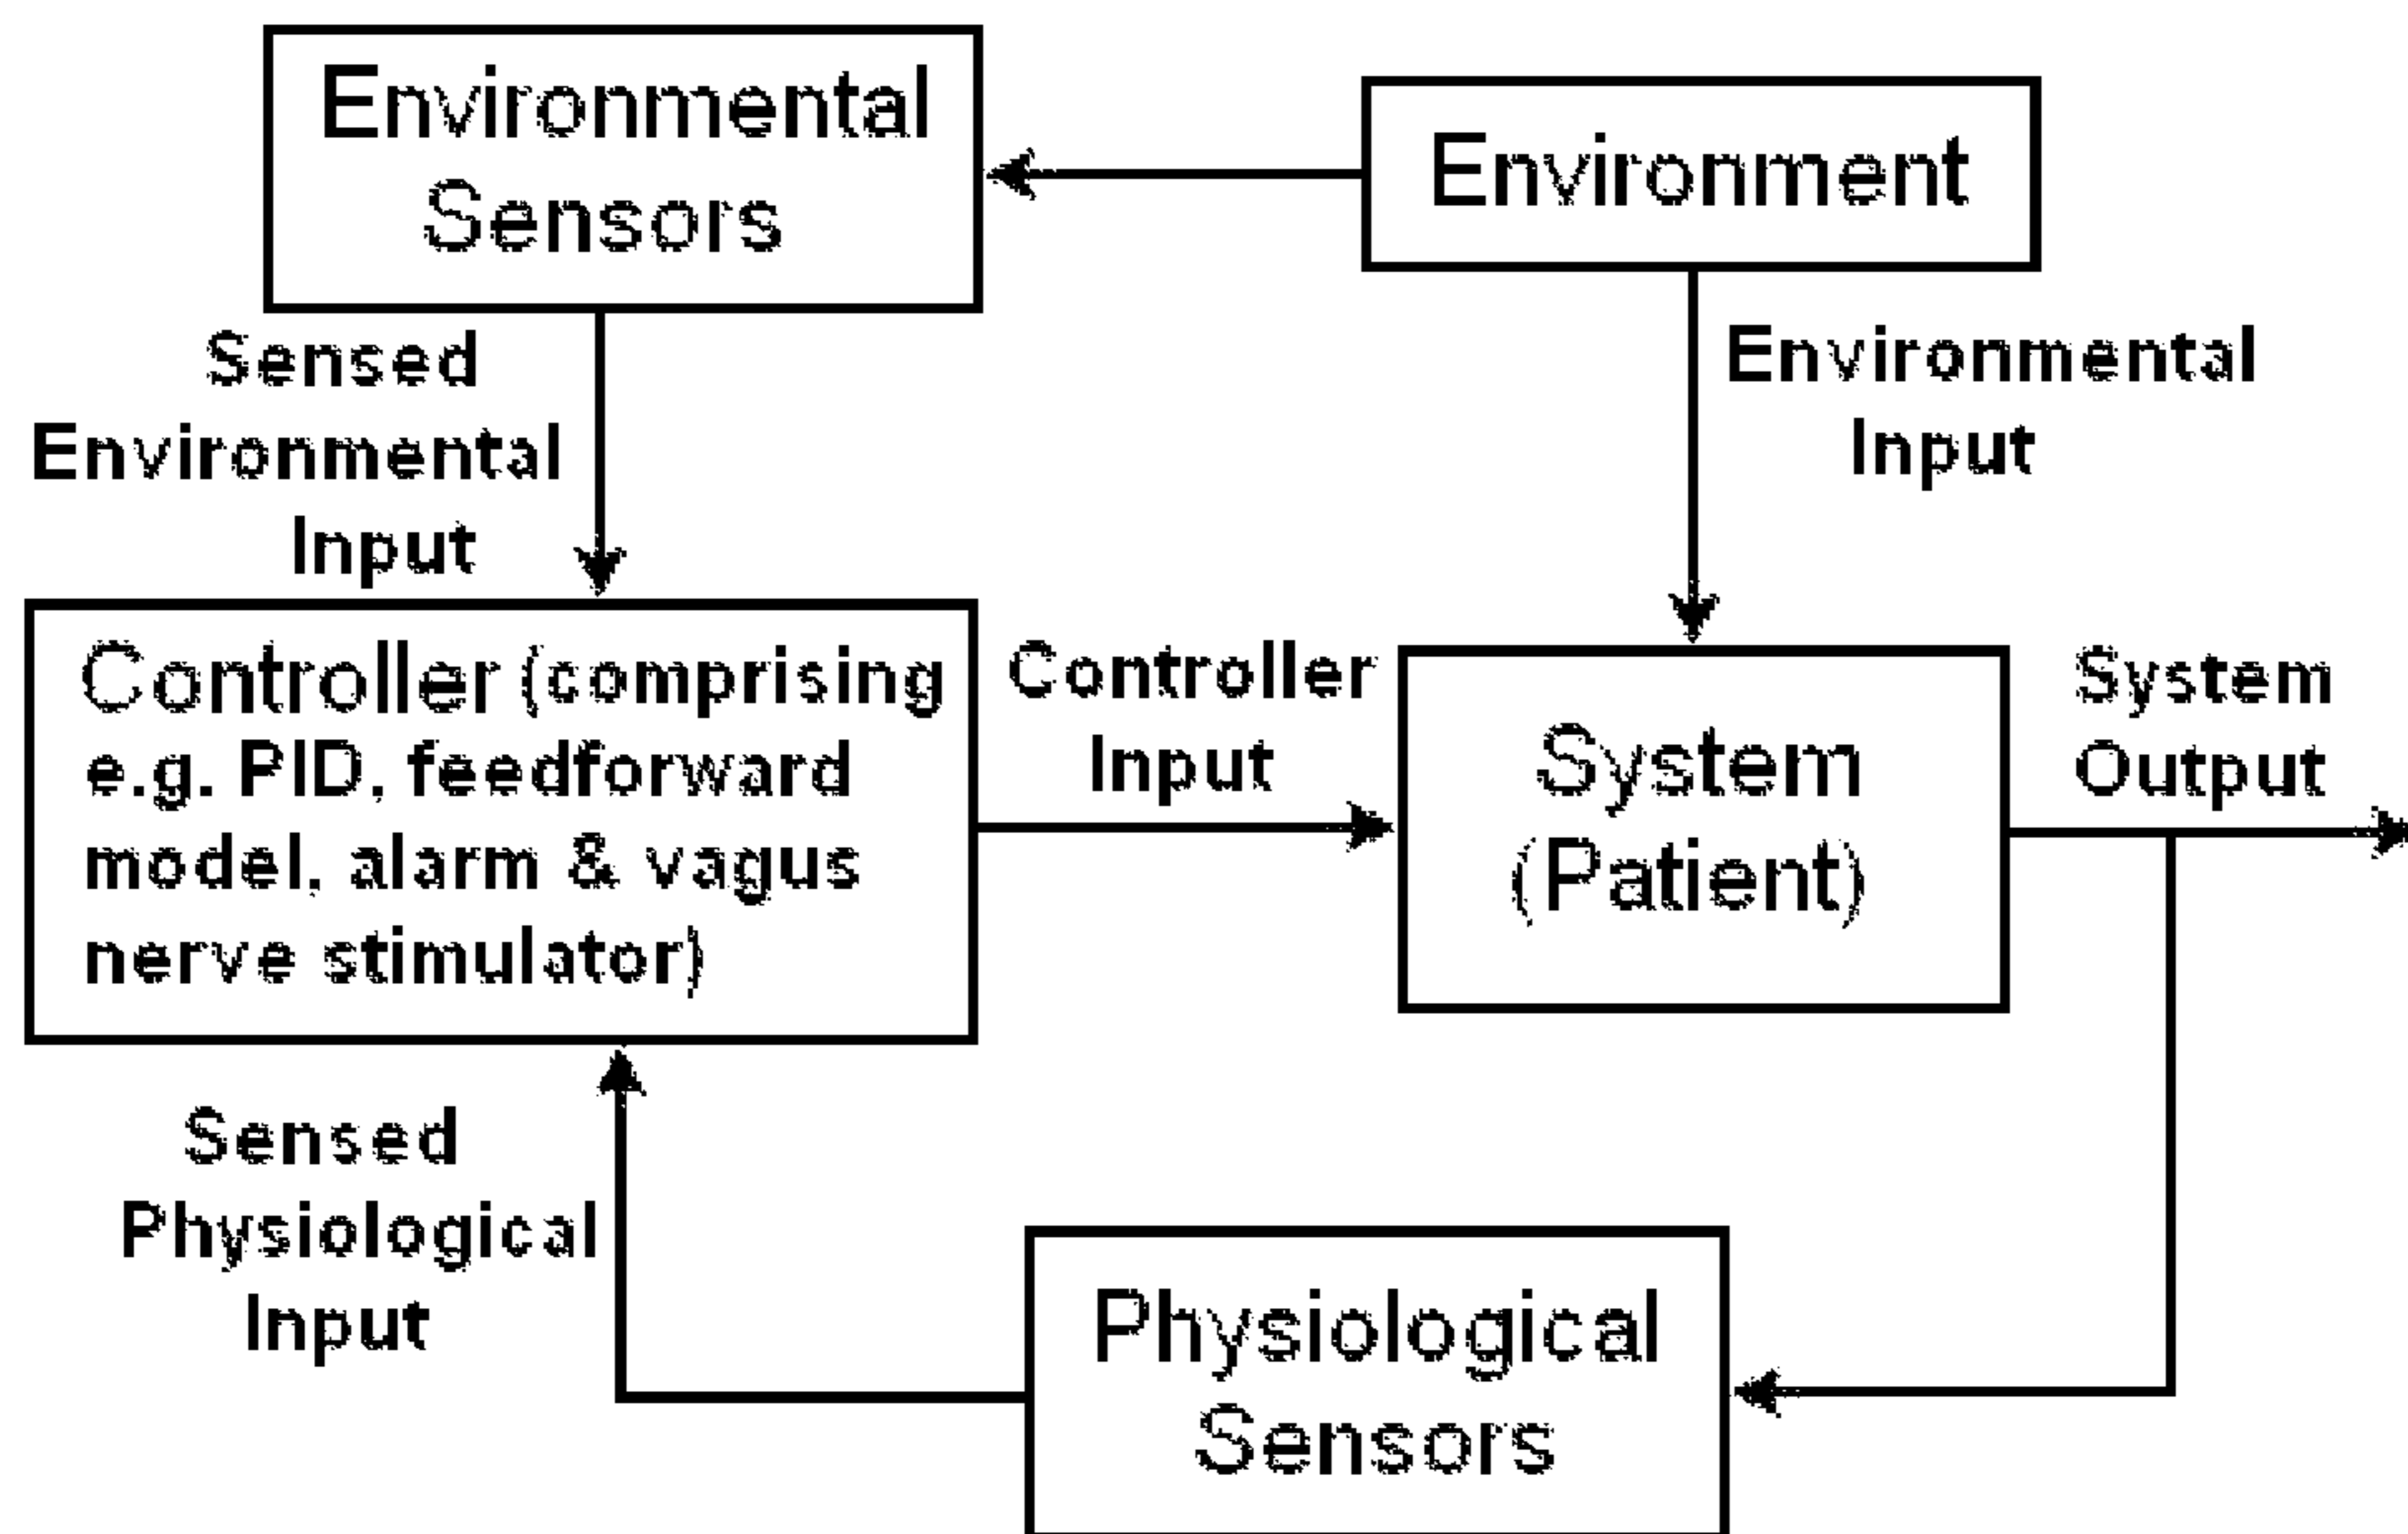 Environmental
Sensors
Environment
Sensed
Environmental
Input
Environmental
Input
Controller (comprising
e.g. PID, feedforward
model, alarm & vagus
nerve stimulator)
Controller
Input
System
(Patient)
System
Output
Sensed
Physiological
Input
Physiological
Sensors